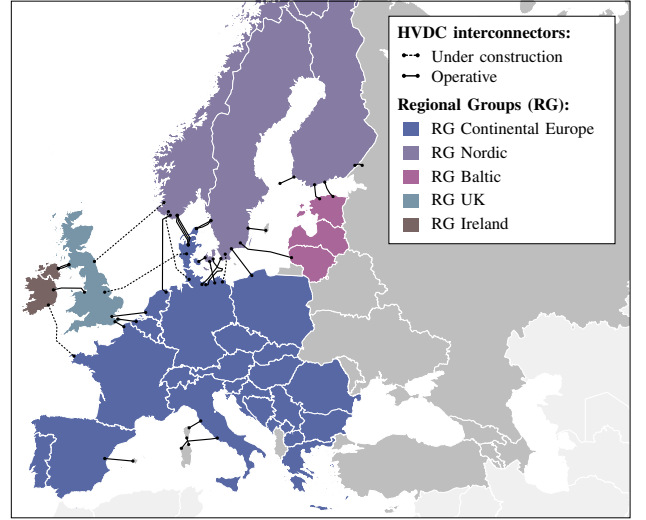 HVDC interconnectors:
Under construction
Operative
Regional Groups (RG):
RG Continental Europe
RG Nordic
RG Baltic
RG UK
RG Ireland